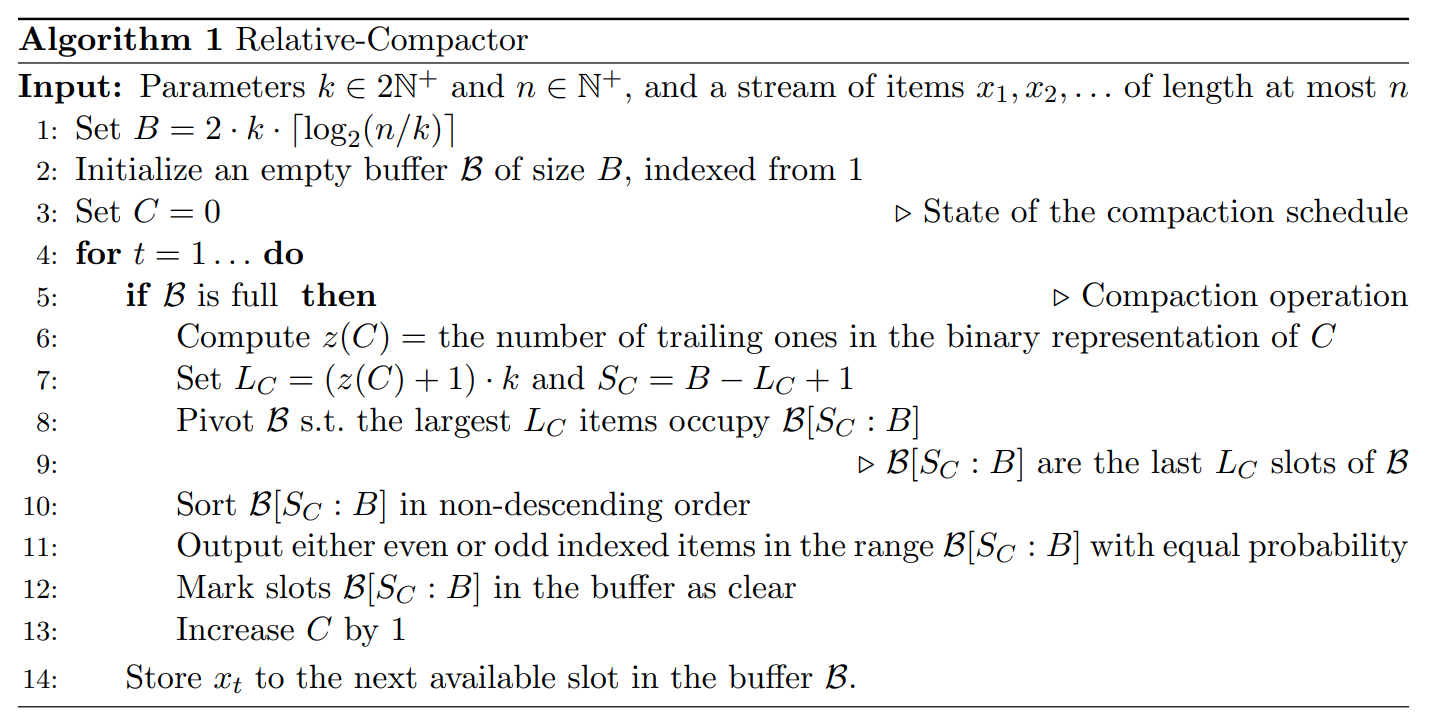 Algorithm 1 Relative-Compactor
Input: Parameters k ∈ 2ℕ⁺ and n ∈ ℕ⁺, and a stream of items x₁, x₂, … of length at most n
1: Set B = 2 · k · ⌈log₂(n/k)⌉
2: Initialize an empty buffer ℬ of size B, indexed from 1
3: Set C = 0 ▷ State of the compaction schedule
4: for t = 1 … do
5: if ℬ is full then ▷ Compaction operation
6: Compute z(C) = the number of trailing ones in the binary representation of C
7: Set L_C = (z(C) + 1) · k and S_C = B − L_C + 1
8: Pivot ℬ s.t. the largest L_C items occupy ℬ[S_C : B]
9: ▷ ℬ[S_C : B] are the last L_C slots of ℬ
10: Sort ℬ[S_C : B] in non-descending order
11: Output either even or odd indexed items in the range ℬ[S_C : B] with equal probability
12: Mark slots ℬ[S_C : B] in the buffer as clear
13: Increase C by 1
14: Store x_t to the next available slot in the buffer ℬ.